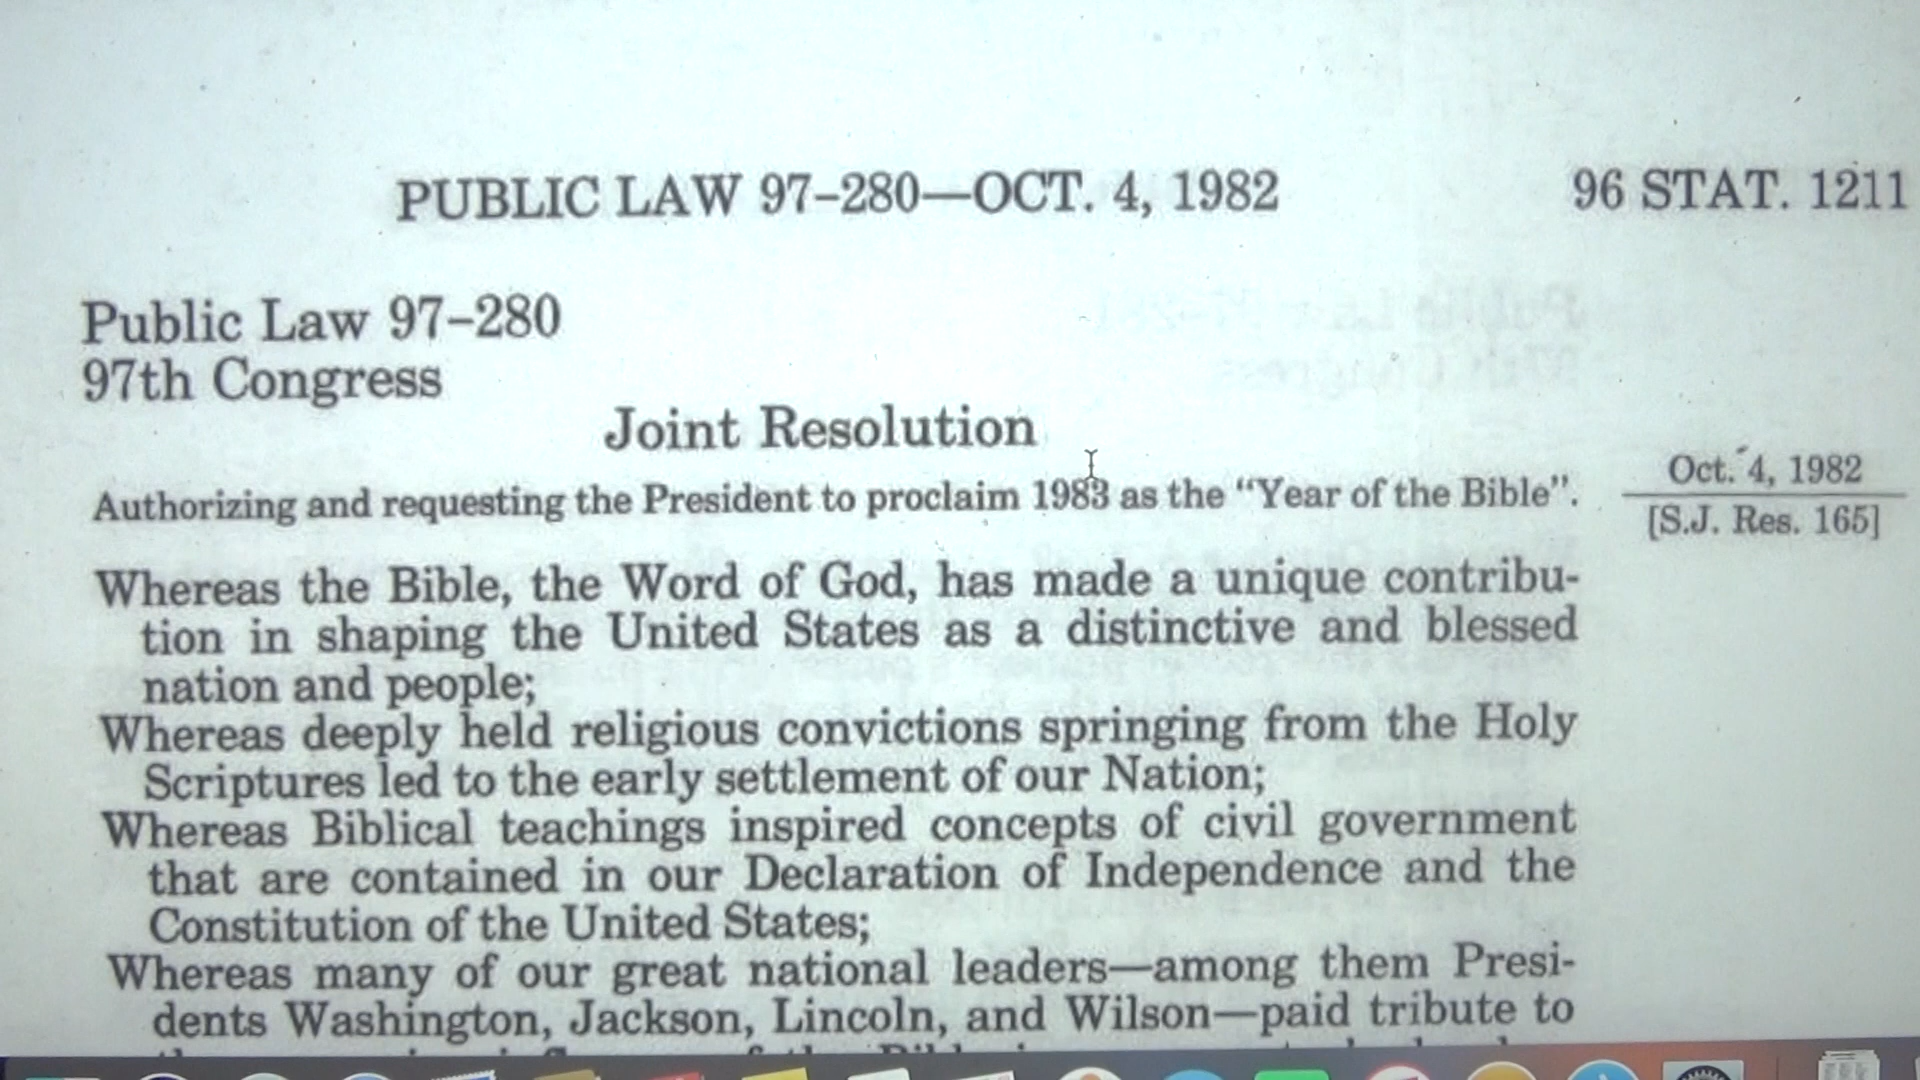 PUBLIC LAW 97–280—OCT. 4, 1982 96 STAT. 1211
Public Law 97–280
97th Congress
Joint Resolution
Authorizing and requesting the President to proclaim 1983 as the “Year of the Bible”.
Oct. 4, 1982
[S.J. Res. 165]
Whereas the Bible, the Word of God, has made a unique contribu-
tion in shaping the United States as a distinctive and blessed
nation and people;
Whereas deeply held religious convictions springing from the Holy
Scriptures led to the early settlement of our Nation;
Whereas Biblical teachings inspired concepts of civil government
that are contained in our Declaration of Independence and the
Constitution of the United States;
Whereas many of our great national leaders—among them Presi-
dents Washington, Jackson, Lincoln, and Wilson—paid tribute to